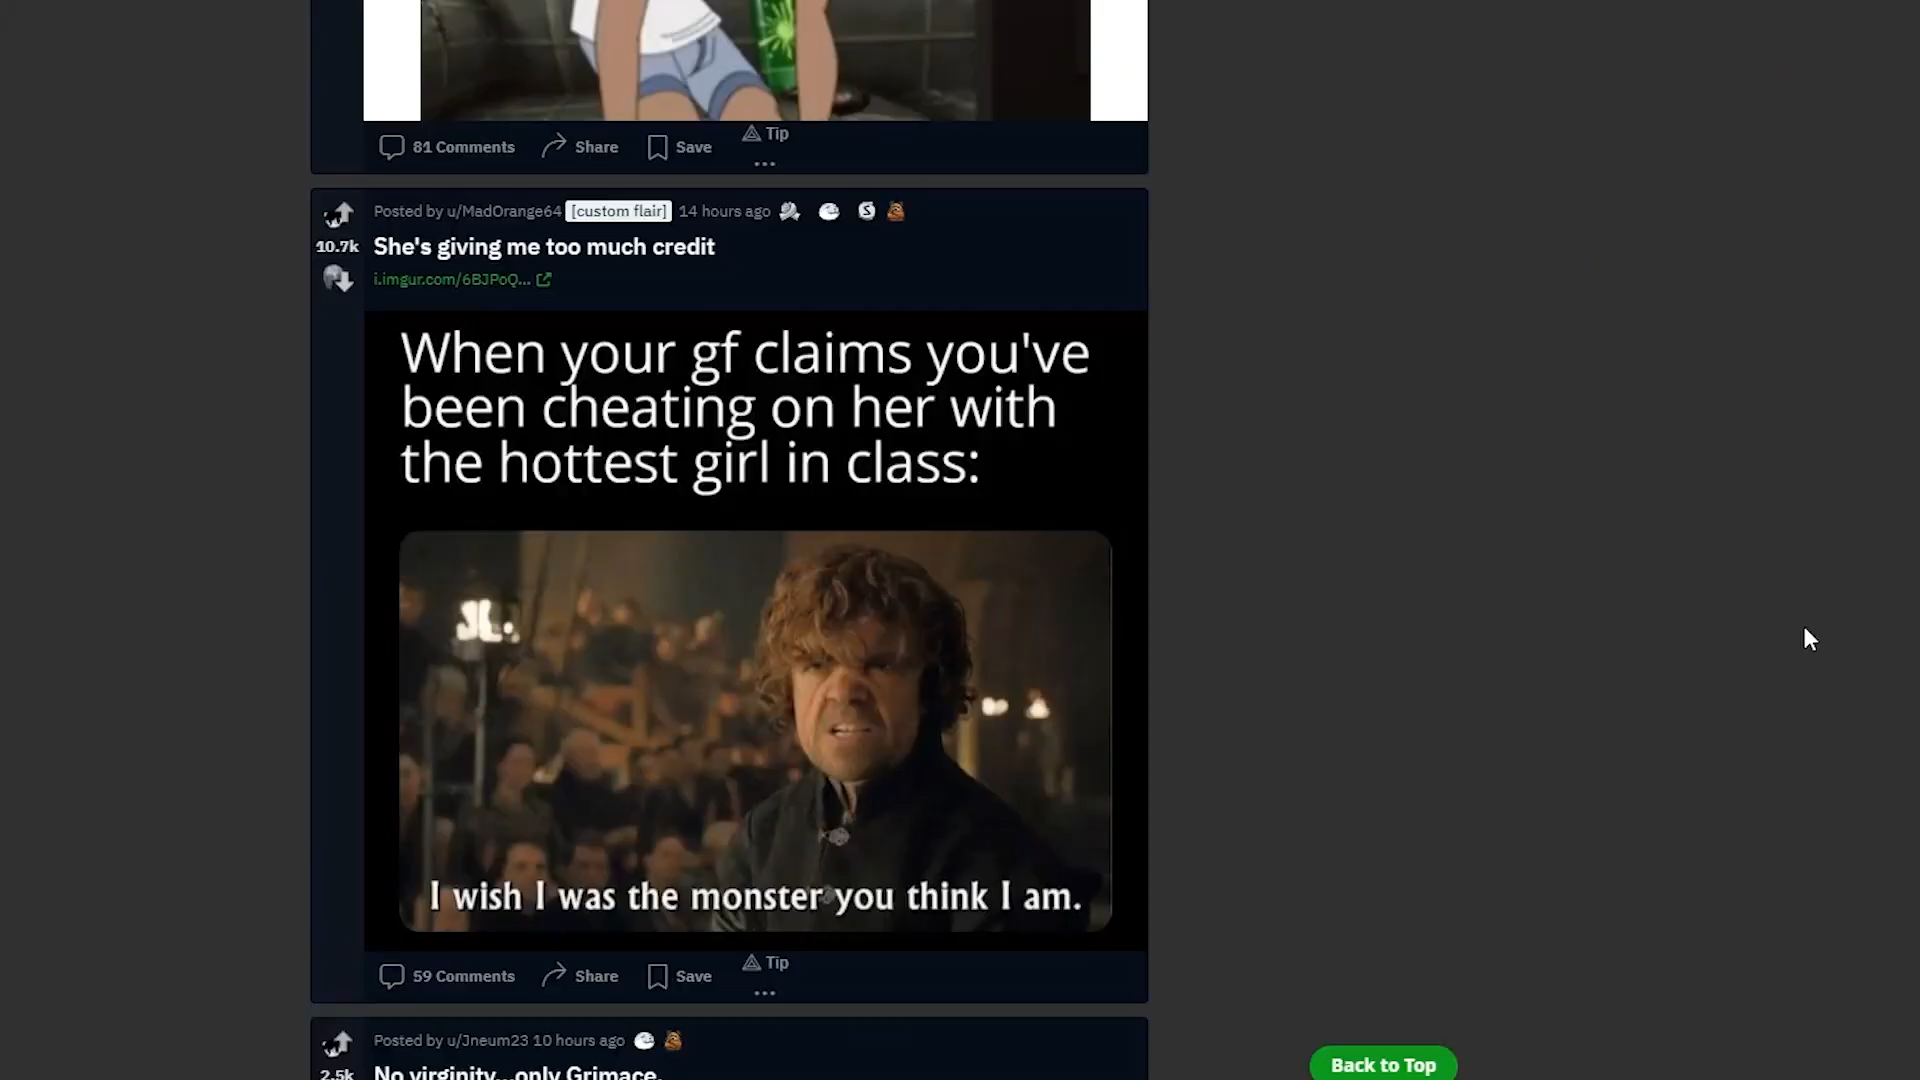 81 Comments
Share
Save
Tip
Posted by u/MadOrange64 [custom flair] 14 hours ago
10.7k
She's giving me too much credit
i.imgur.com/6BJPoQ...
When your gf claims you've
been cheating on her with
the hottest girl in class:
I wish I was the monster you think I am.
59 Comments
Share
Save
Tip
Posted by u/Jneum23 10 hours ago
2.5k
No virginity...only Grimace.
Back to Top